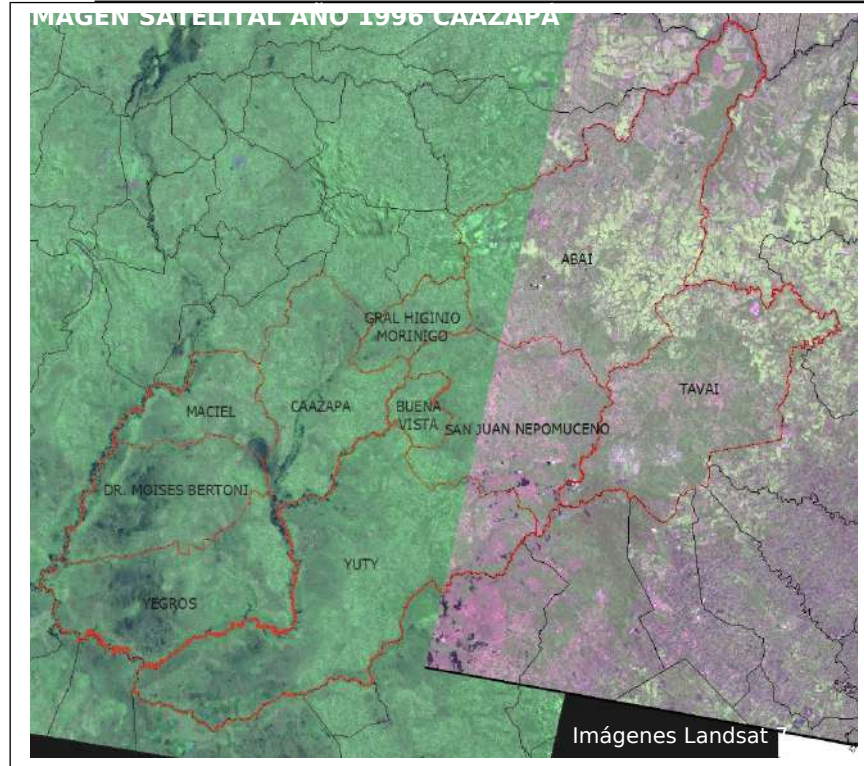 MAGEN SATELITAL AÑO 1996 CAAZAPA
ABAI
GRAL HIGINIO
MORINIGO
TAVAI
MACIEL
CAAZAPA
BUENA
VISTA
SAN JUAN NEPOMUCENO
DR. MOISES BERTONI
YUTY
YEGROS
Imágenes Landsat 7